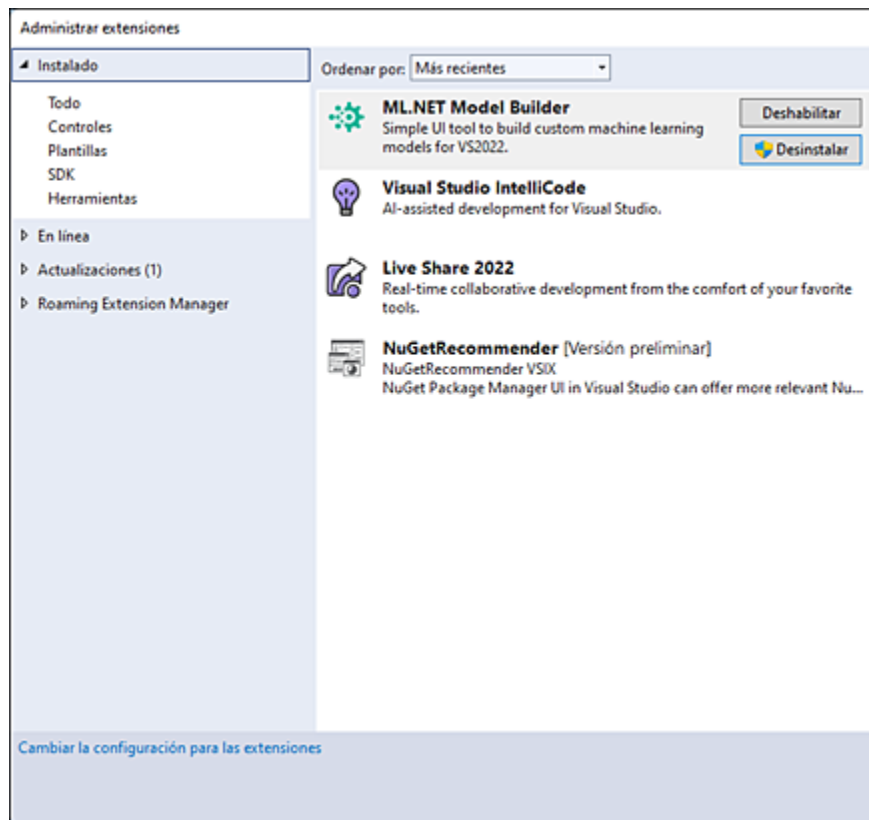 Administrar extensiones
Instalado
Todo
Controles
Plantillas
SDK
Herramientas
En línea
Actualizaciones (1)
Roaming Extension Manager
Ordenar por: Más recientes
ML.NET Model Builder
Simple UI tool to build custom machine learning
models for VS2022.
Deshabilitar
Desinstalar
Visual Studio IntelliCode
AI-assisted development for Visual Studio.
Live Share 2022
Real-time collaborative development from the comfort of your favorite
tools.
NuGetRecommender [Versión preliminar]
NuGetRecommender VSIX
NuGet Package Manager UI in Visual Studio can offer more relevant Nu...
Cambiar la configuración para las extensiones